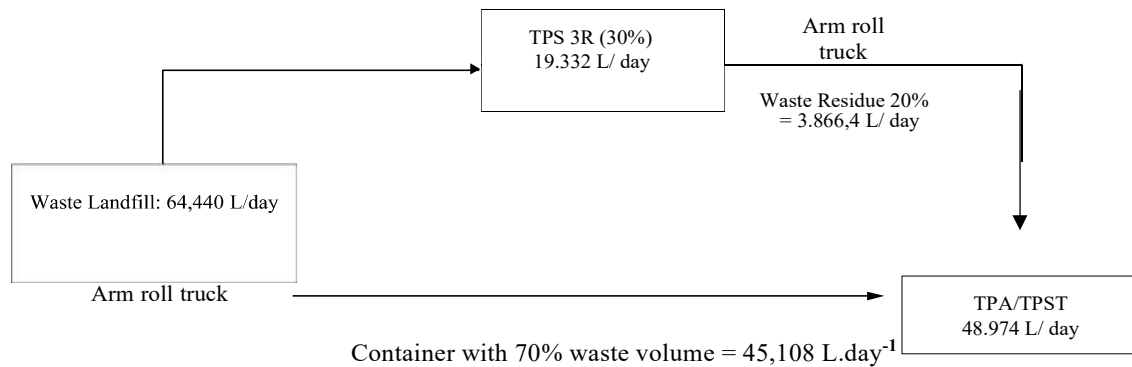 TPS 3R (30%)
19.332 L/ day
Arm roll
truck
Waste Residue 20%
= 3.866,4 L/ day
Waste Landfill: 64,440 L/day
Arm roll truck
TPA/TPST
48.974 L/ day
Container with 70% waste volume = 45,108 L.day⁻¹